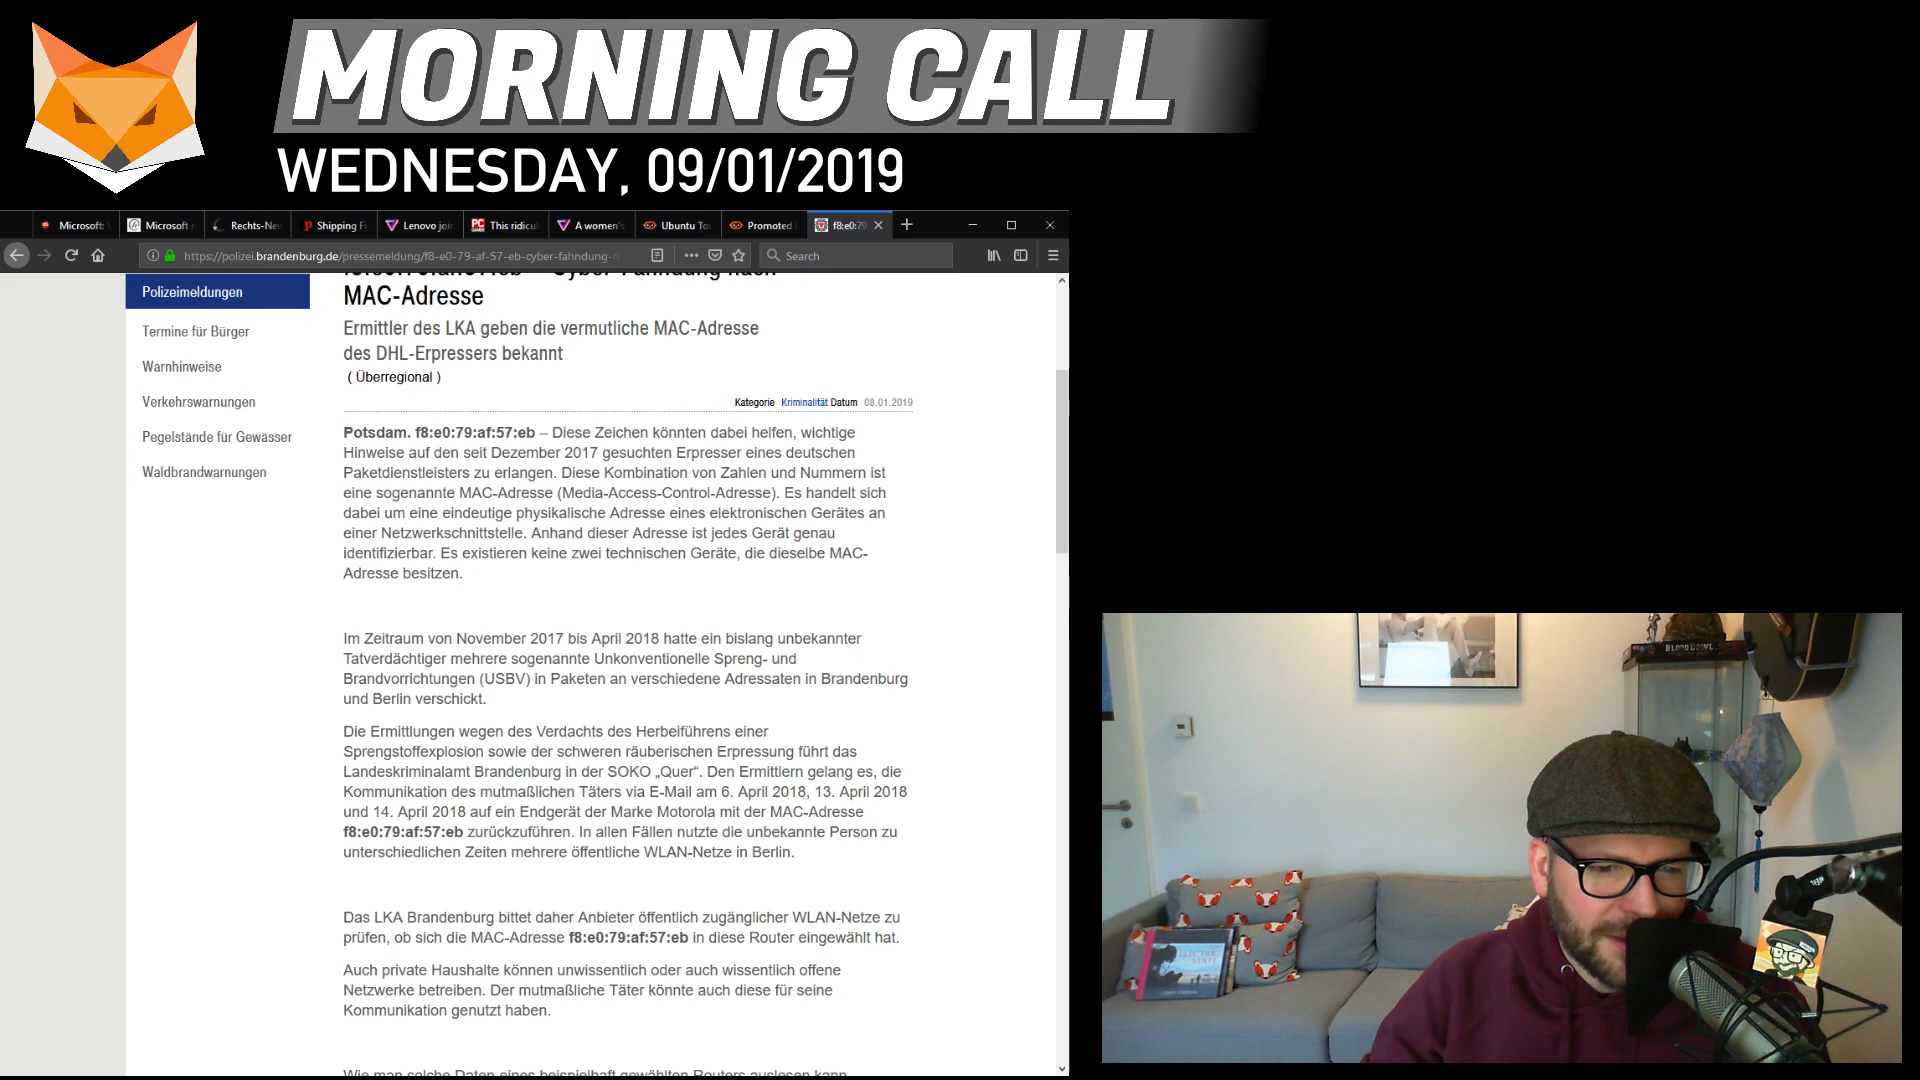 MORNING CALL
WEDNESDAY, 09/01/2019
Microsoft: Microsoft Rechts-Ne Shipping Fi Lenovo joi This ridicul A women's Ubuntu To Promoted f8:e0:79
https://polizei.brandenburg.de/pressemeldung/f8-e0-79-af-57-eb-cyber-fahndung-n
Search
Polizeimeldungen
Termine für Bürger
Warnhinweise
Verkehrswarnungen
Pegelstände für Gewässer
Waldbrandwarnungen
MAC-Adresse
Ermittler des LKA geben die vermutliche MAC-Adresse
des DHL-Erpressers bekannt
( Überregional )
Kategorie Kriminalität Datum 08.01.2019
Potsdam. f8:e0:79:af:57:eb – Diese Zeichen könnten dabei helfen, wichtige
Hinweise auf den seit Dezember 2017 gesuchten Erpresser eines deutschen
Paketdienstleisters zu erlangen. Diese Kombination von Zahlen und Nummern ist
eine sogenannte MAC-Adresse (Media-Access-Control-Adresse). Es handelt sich
dabei um eine eindeutige physikalische Adresse eines elektronischen Gerätes an
einer Netzwerkschnittstelle. Anhand dieser Adresse ist jedes Gerät genau
identifizierbar. Es existieren keine zwei technischen Geräte, die dieselbe MAC-
Adresse besitzen.
Im Zeitraum von November 2017 bis April 2018 hatte ein bislang unbekannter
Tatverdächtiger mehrere sogenannte Unkonventionelle Spreng- und
Brandvorrichtungen (USBV) in Paketen an verschiedene Adressaten in Brandenburg
und Berlin verschickt.
Die Ermittlungen wegen des Verdachts des Herbeiführens einer
Sprengstoffexplosion sowie der schweren räuberischen Erpressung führt das
Landeskriminalamt Brandenburg in der SOKO „Quer“. Den Ermittlern gelang es, die
Kommunikation des mutmaßlichen Täters via E-Mail am 6. April 2018, 13. April 2018
und 14. April 2018 auf ein Endgerät der Marke Motorola mit der MAC-Adresse
f8:e0:79:af:57:eb zurückzuführen. In allen Fällen nutzte die unbekannte Person zu
unterschiedlichen Zeiten mehrere öffentliche WLAN-Netze in Berlin.
Das LKA Brandenburg bittet daher Anbieter öffentlich zugänglicher WLAN-Netze zu
prüfen, ob sich die MAC-Adresse f8:e0:79:af:57:eb in diese Router eingewählt hat.
Auch private Haushalte können unwissentlich oder auch wissentlich offene
Netzwerke betreiben. Der mutmaßliche Täter könnte auch diese für seine
Kommunikation genutzt haben.
Wie man solche Daten eines beispielhaft gewählten Routers auslesen kann
BLOOD BOWL
ELECTRIC
STATE